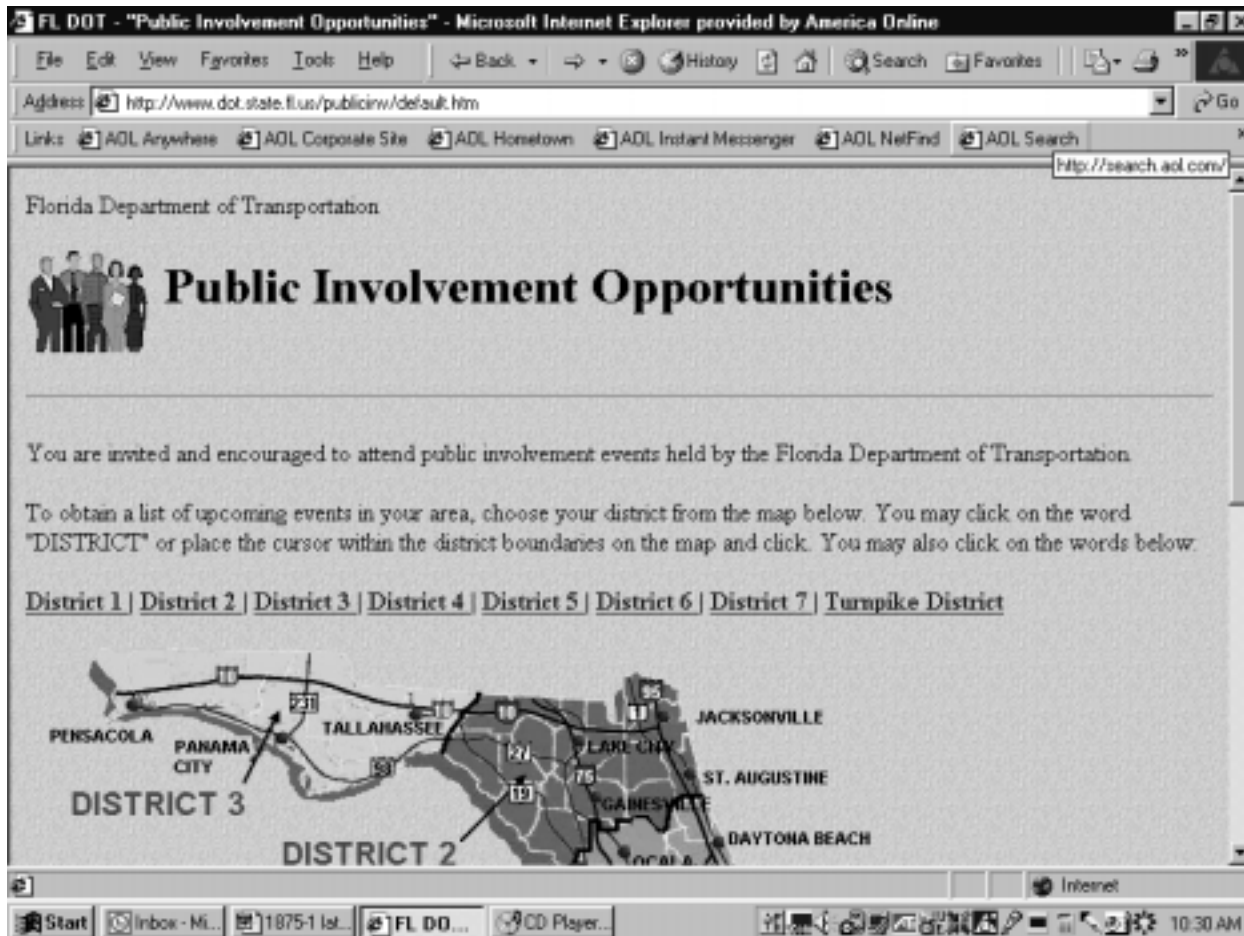 FL DOT - "Public Involvement Opportunities" - Microsoft Internet Explorer provided by America Online
File Edit View Favorites Tools Help Back History Search Favorites »
Address http://www.dot.state.fl.us/publicinv/default.htm Go
Links AOL Anywhere AOL Corporate Site AOL Hometown AOL Instant Messenger AOL NetFind AOL Search
http://search.aol.com/
Florida Department of Transportation
Public Involvement Opportunities
You are invited and encouraged to attend public involvement events held by the Florida Department of Transportation
To obtain a list of upcoming events in your area, choose your district from the map below. You may click on the word
"DISTRICT" or place the cursor within the district boundaries on the map and click. You may also click on the words below:
District 1 | District 2 | District 3 | District 4 | District 5 | District 6 | District 7 | Turnpike District
95
231
JACKSONVILLE
PENSACOLA
TALLAHASSEE
PANAMA
CITY
LAKE CITY
27
98
75
ST. AUGUSTINE
19
GAINESVILLE
DISTRICT 3
DAYTONA BEACH
DISTRICT 2
OCALA
Internet
Start Inbox - Mi... 1875-1 lat... FL DO... CD Player... 10:30 AM